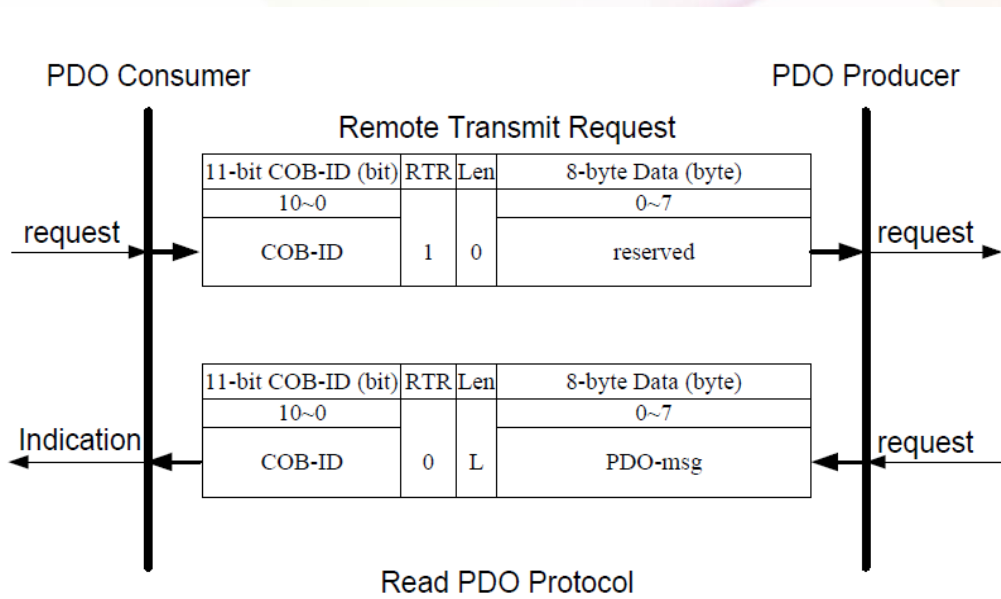 PDO Consumer
PDO Producer
Remote Transmit Request
11-bit COB-ID (bit) RTR Len 8-byte Data (byte)
10~0 0~7
request
COB-ID 1 0 reserved
request
11-bit COB-ID (bit) RTR Len 8-byte Data (byte)
10~0 0~7
Indication
COB-ID 0 L PDO-msg
request
Read PDO Protocol